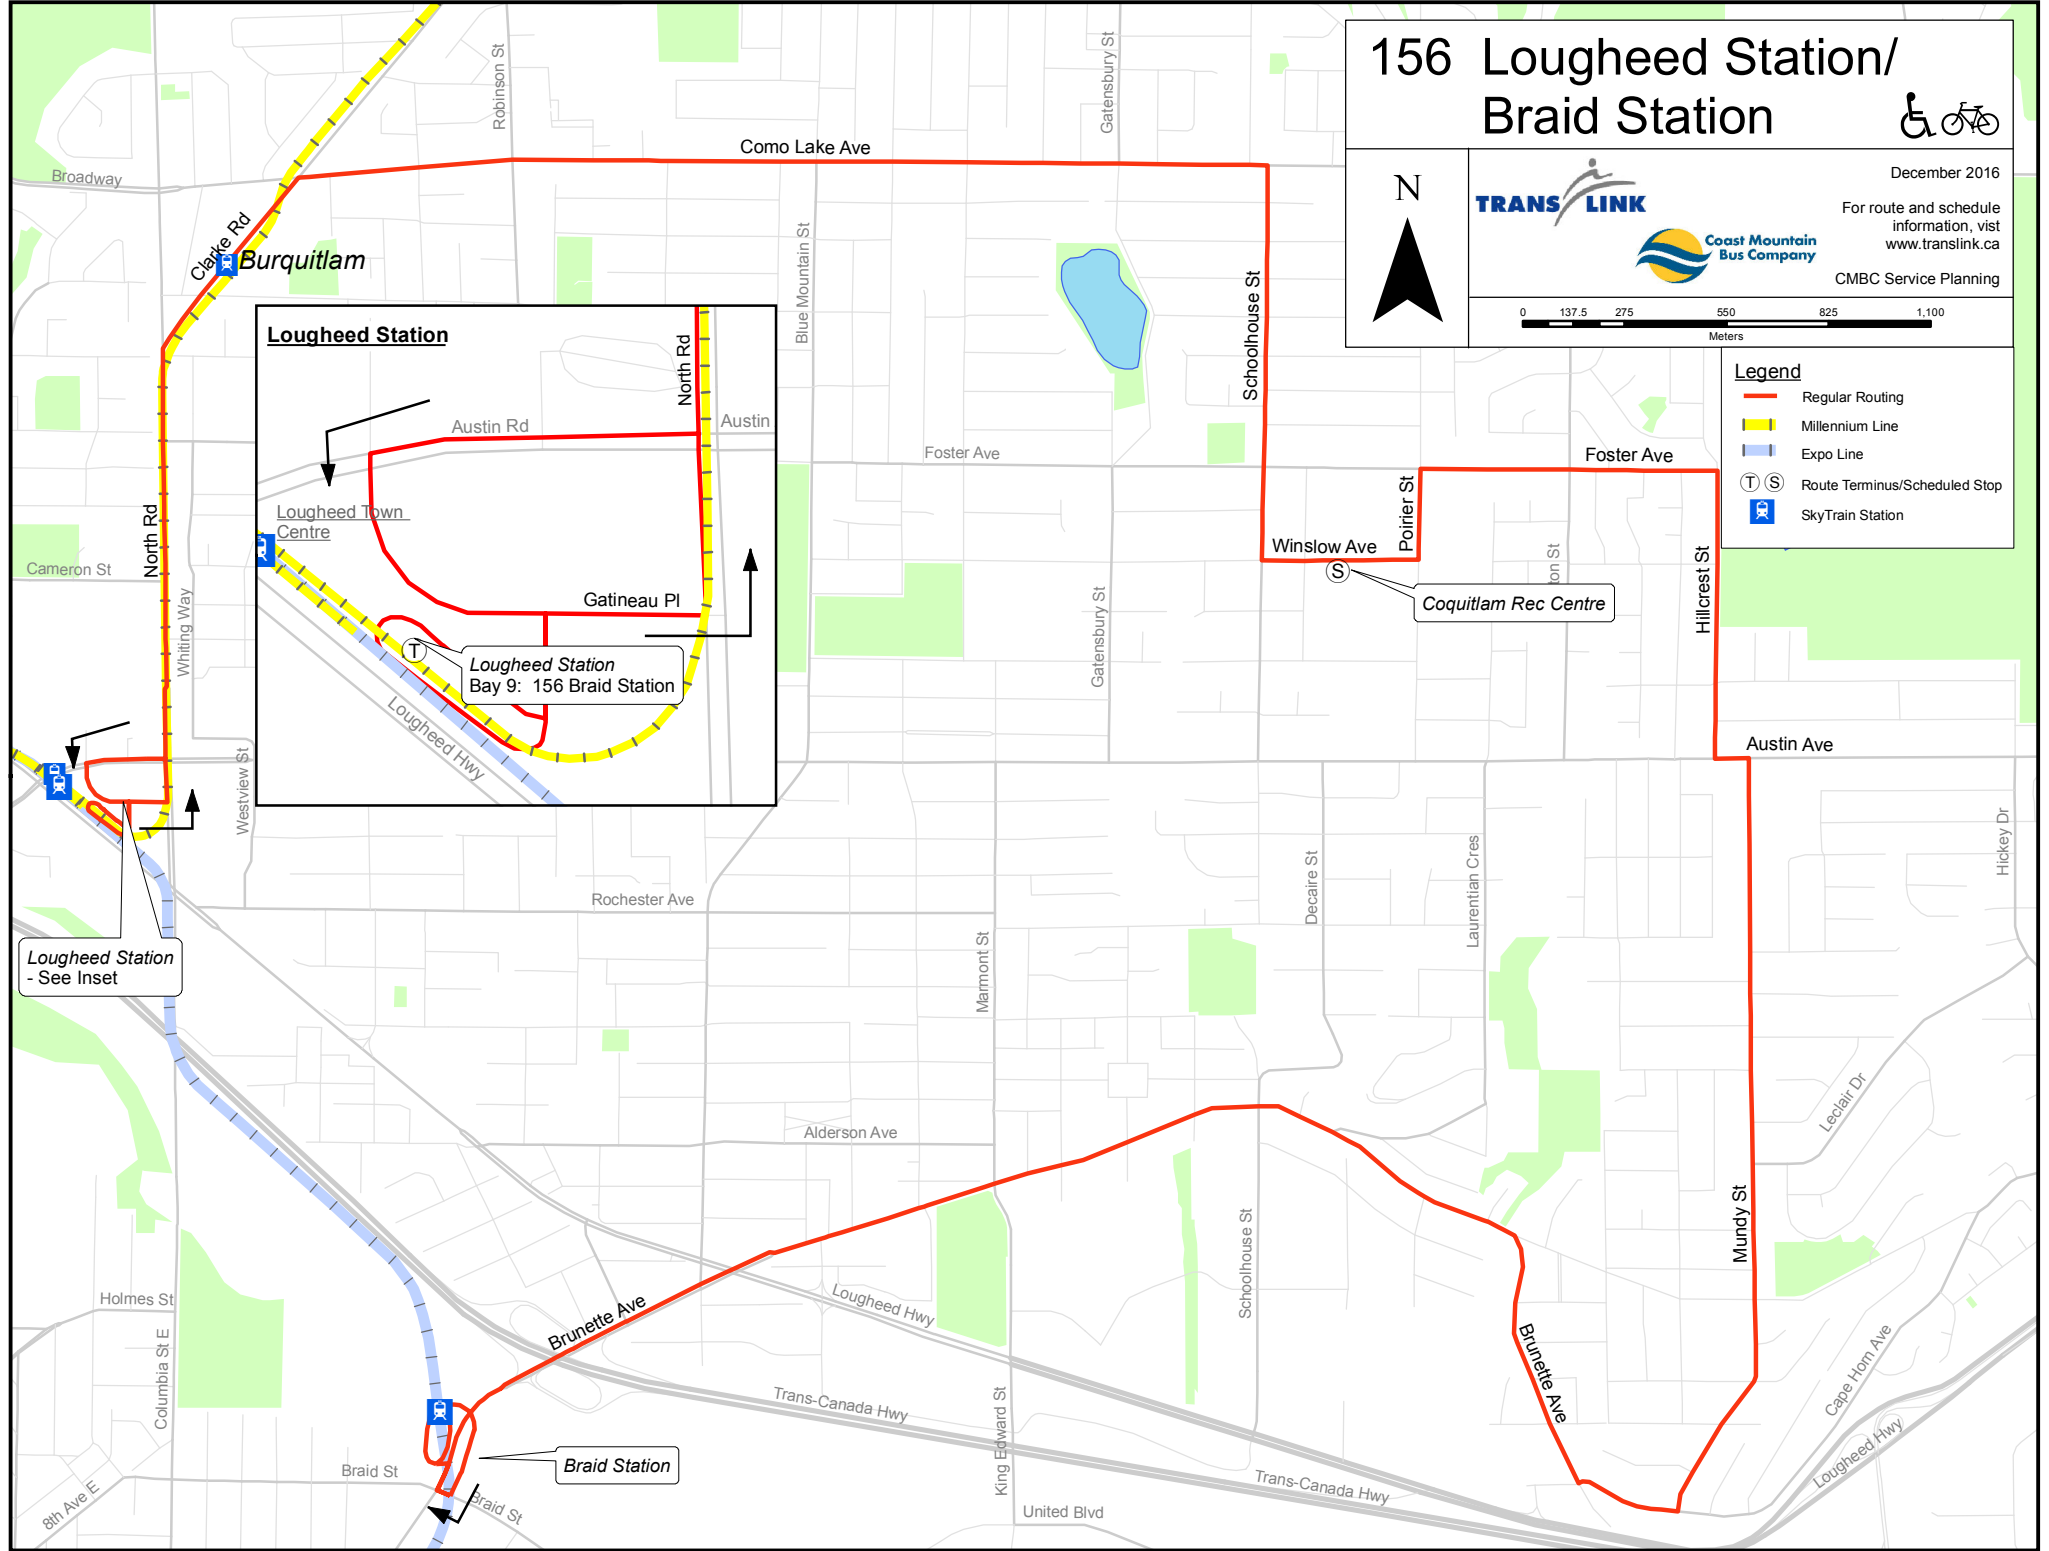 156 Lougheed Station/
Braid Station
N
TRANS LINK
Coast Mountain
Bus Company
December 2016
For route and schedule
information, vist
www.translink.ca
CMBC Service Planning
0 137.5 275 550 825 1,100
Meters
Legend
Regular Routing
Millennium Line
Expo Line
T S Route Terminus/Scheduled Stop
SkyTrain Station
Robinson St
Gatensbury St
Como Lake Ave
Broadway
Clarke Rd
Burquitlam
Blue Mountain St
Schoolhouse St
Lougheed Station
North Rd
Austin Rd
Austin
Lougheed Town
Centre
Gatineau Pl
T
Lougheed Station
Bay 9: 156 Braid Station
Lougheed Hwy
Foster Ave
Foster Ave
Poirier St
Winslow Ave
S
Coquitlam Rec Centre
ton St
Hillcrest St
North Rd
Cameron St
Whiting Way
Gatensbury St
Westview St
Austin Ave
Hickey Dr
Decaire St
Laurentian Cres
Rochester Ave
Marmont St
Lougheed Station
- See Inset
Leclair Dr
Alderson Ave
Mundy St
Schoolhouse St
Holmes St
Columbia St E
Brunette Ave
Lougheed Hwy
Brunette Ave
Cape Horn Ave
Trans-Canada Hwy
King Edward St
Lougheed Hwy
Braid Station
Braid St
8th Ave E
Braid St
Trans-Canada Hwy
United Blvd